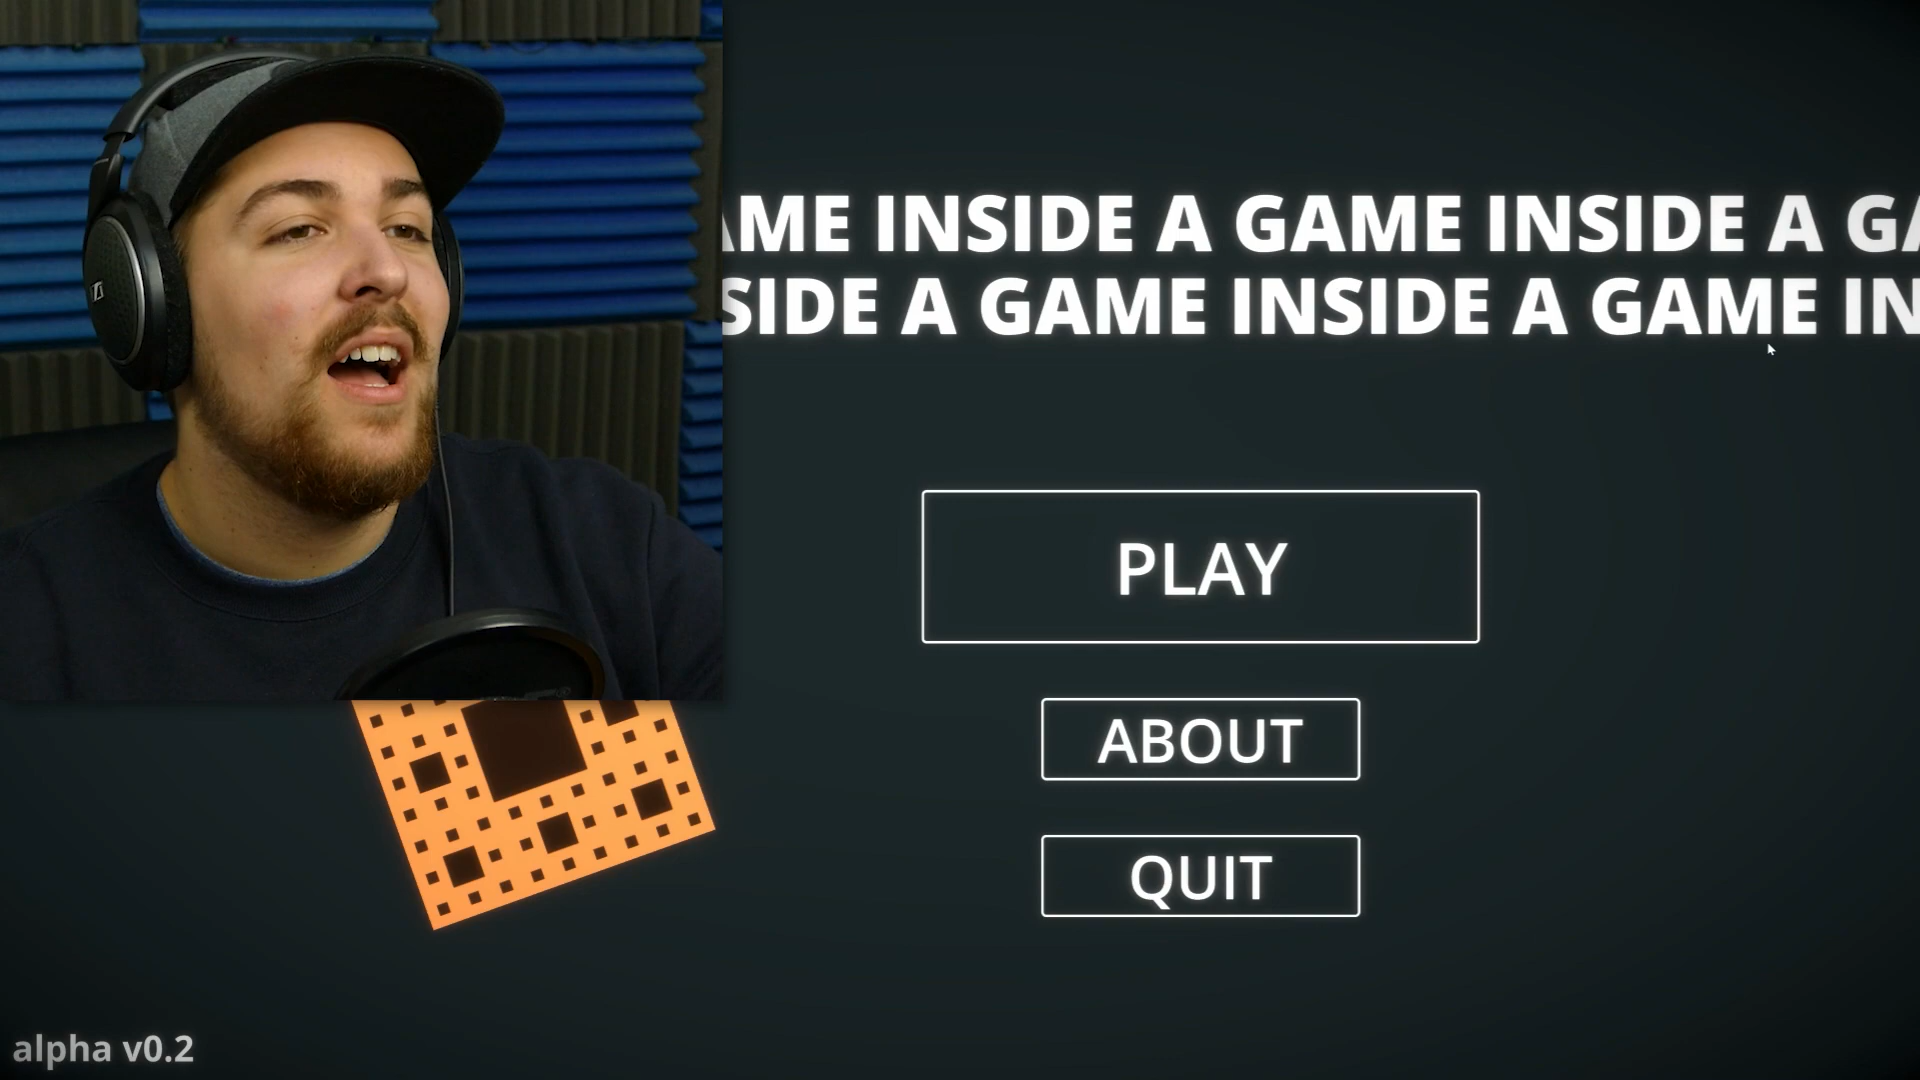 AME INSIDE A GAME INSIDE A GA
SIDE A GAME INSIDE A GAME IN
PLAY
ABOUT
QUIT
alpha v0.2